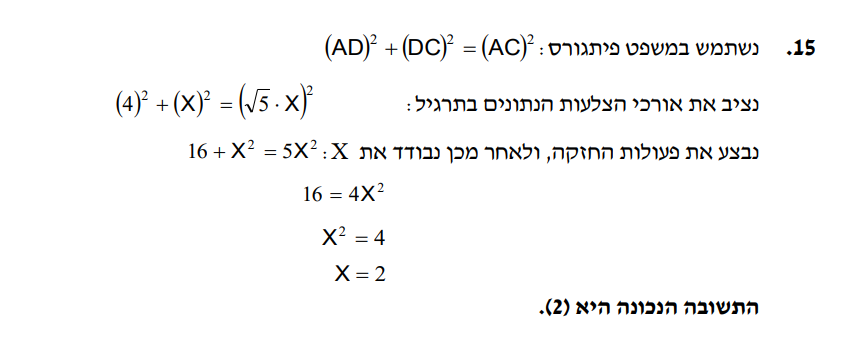 15. נשתמש במשפט פיתגורס: (AD)² + (DC)² = (AC)²
נציב את אורכי הצלעות הנתונים בתרגיל: (4)² + (X)² = (√5 · X)²
נבצע את פעולות החזקה, ולאחר מכן נבודד את X: 16 + X² = 5X²
16 = 4X²
X² = 4
X = 2
התשובה הנכונה היא (2).